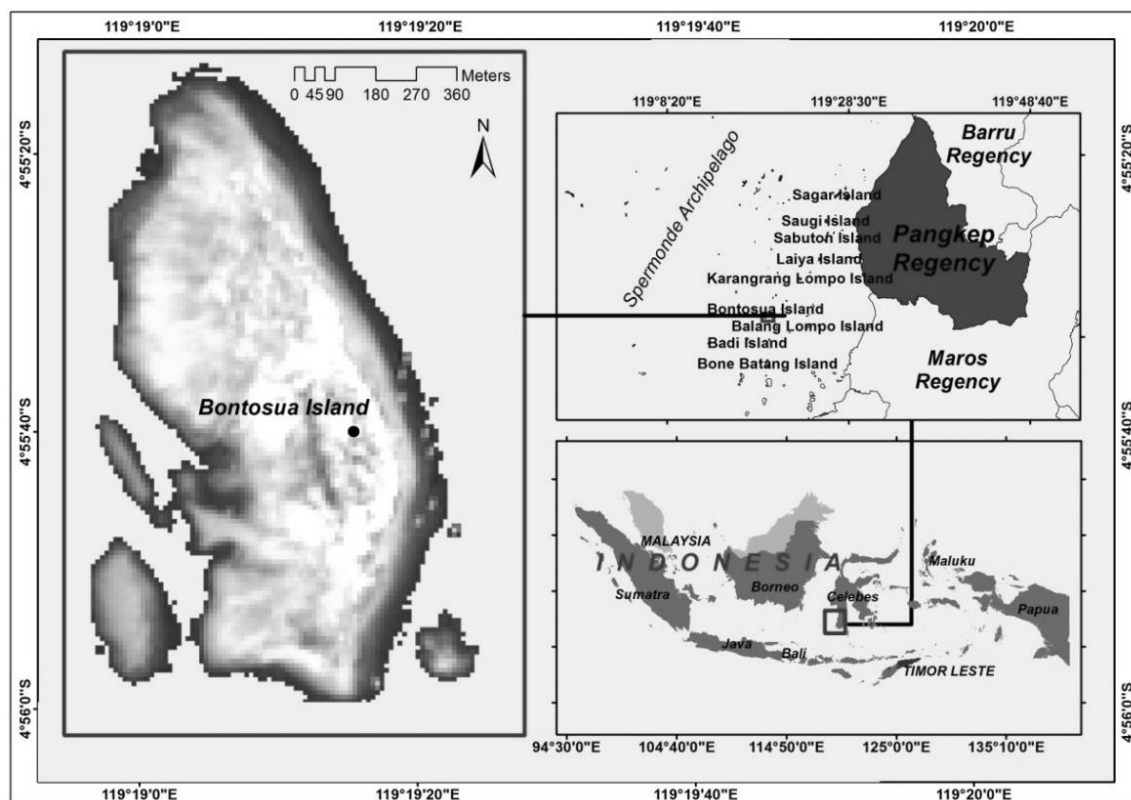 119°19'0"E
119°19'20"E
119°19'40"E
119°20'0"E
4°55'20"S
4°55'40"S
4°56'0"S
Meters
0 45 90 180 270 360
N
Bontosua Island
119°8'20"E
119°28'30"E
119°48'40"E
Spermonde Archipelago
Barru
Regency
Sagar Island
Saugi Island
Sabuton Island
Laiya Island
Karangrang Lompo Island
Pangkep
Regency
Bontosua Island
Balang Lompo Island
Badi Island
Bone Batang Island
Maros
Regency
4°55'20"S
4°55'40"S
4°56'0"S
MALAYSIA
INDONESIA
Sumatra
Borneo
Celebes
Maluku
Papua
Java
Bali
TIMOR LESTE
94°30'0"E
104°40'0"E
114°50'0"E
125°0'0"E
135°10'0"E
119°19'0"E
119°19'20"E
119°19'40"E
119°20'0"E